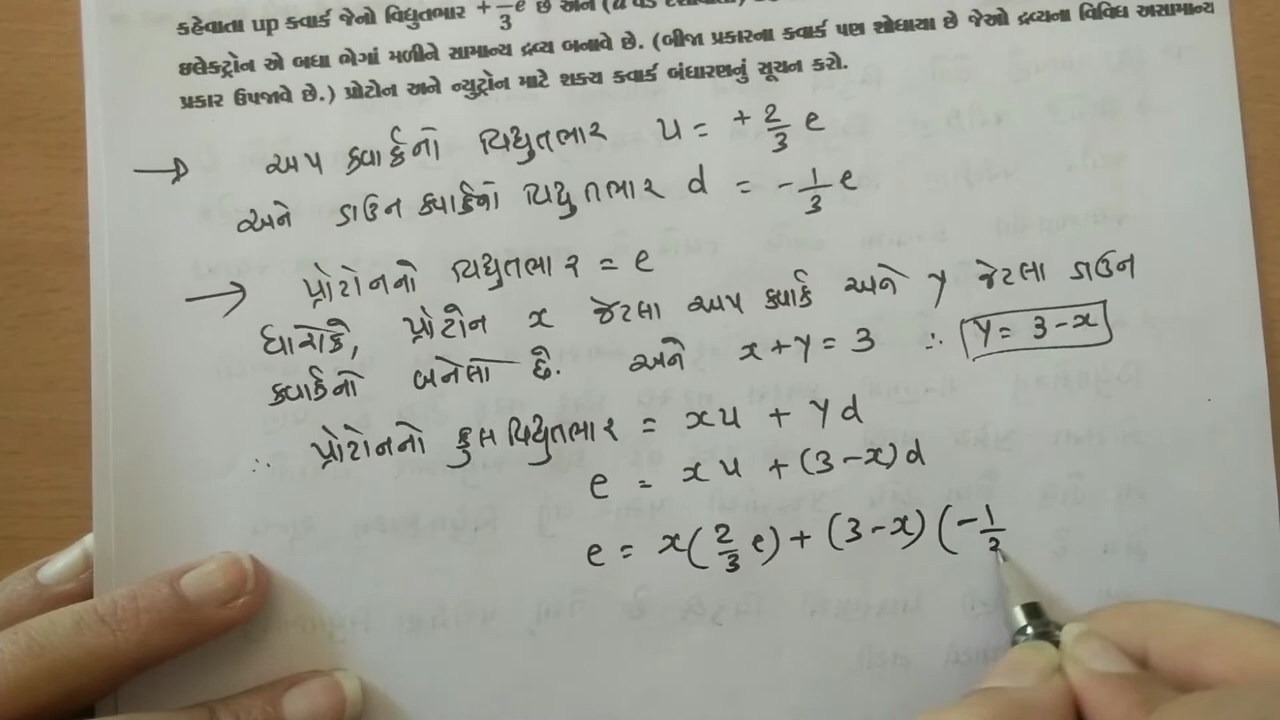 કહેવાતા up ક્વાર્ક જેનો વિદ્યુતભાર + /3 e છે અને
ઇલેક્ટ્રોન એ બધા ભેગાં મળીને સામાન્ય દ્રવ્ય બનાવે છે. (બીજા પ્રકારના ક્વાર્ક પણ શોધાયા છે જેઓ દ્રવ્યના વિવિધ અસામાન્ય
પ્રકાર ઉપજાવે છે.) પ્રોટોન અને ન્યુટ્રોન માટે શક્ય ક્વાર્ક બંધારણનું સૂચન કરો.
→ અપ ક્વાર્કનો વિદ્યુતભાર u = +2/3 e
અને ડાઉન ક્વાર્કનો વિદ્યુતભાર d = -1/3 e
→ પ્રોટોનનો વિદ્યુતભાર = e
ધારોકે, પ્રોટોન x જેટલા અપ ક્વાર્ક અને y જેટલા ડાઉન
ક્વાર્કનો બનેલો છે. અને x+y = 3 ∴ y = 3-x
∴ પ્રોટોનનો કુલ વિદ્યુતભાર = xu + yd
e = xu + (3-x)d
e = x(2/3 e) + (3-x) (-1/3